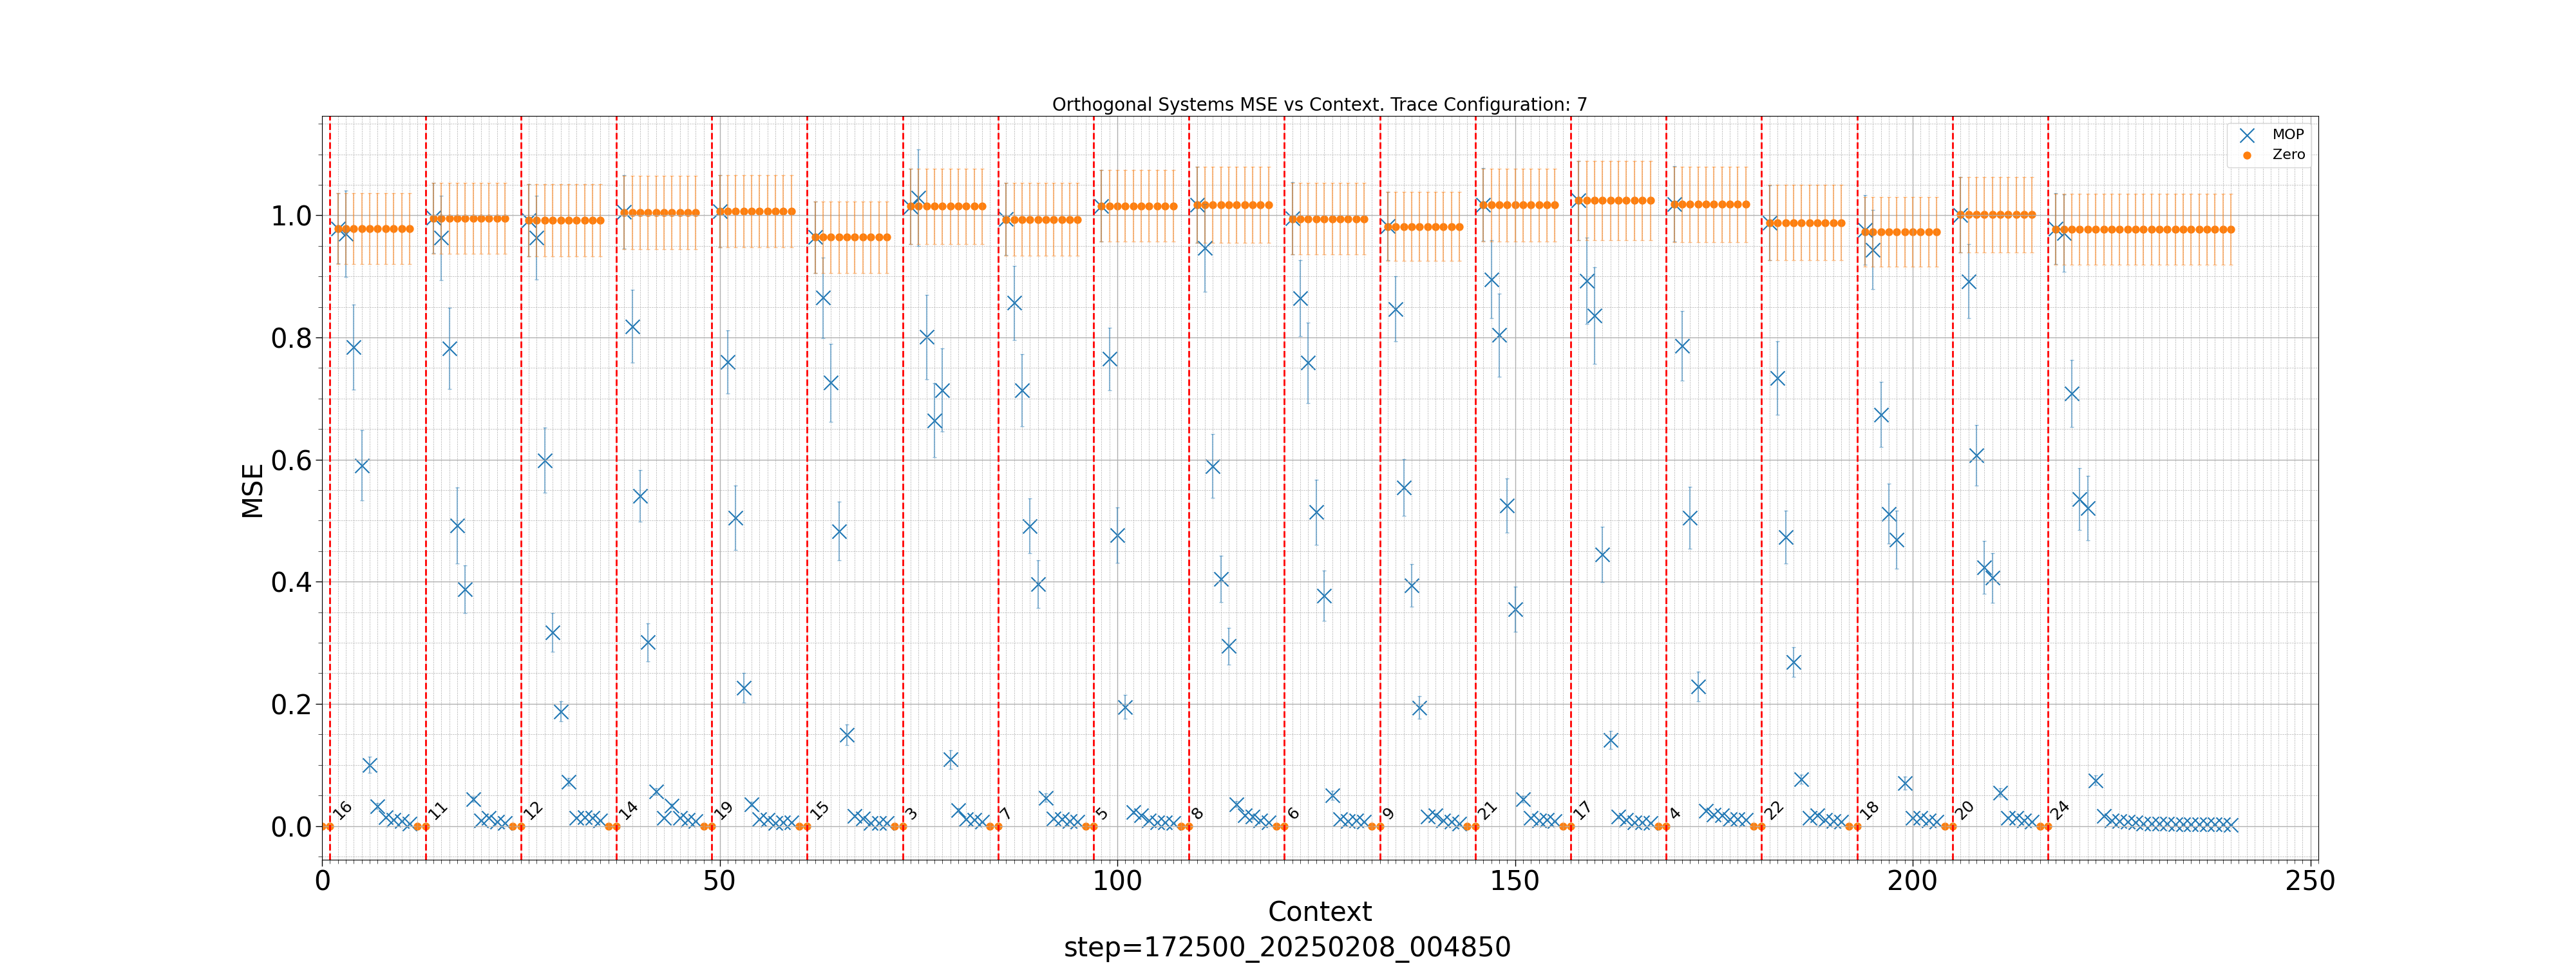 Orthogonal Systems MSE vs Context. Trace Configuration: 7
MOP
Zero
MSE
1.0
0.8
0.6
0.4
0.2
0.0
16 11 12 14 19 15 3 7 5 8 6 9 21 17 4 22 18 20 24
0 50 100 150 200 250
Context
step=172500_20250208_004850